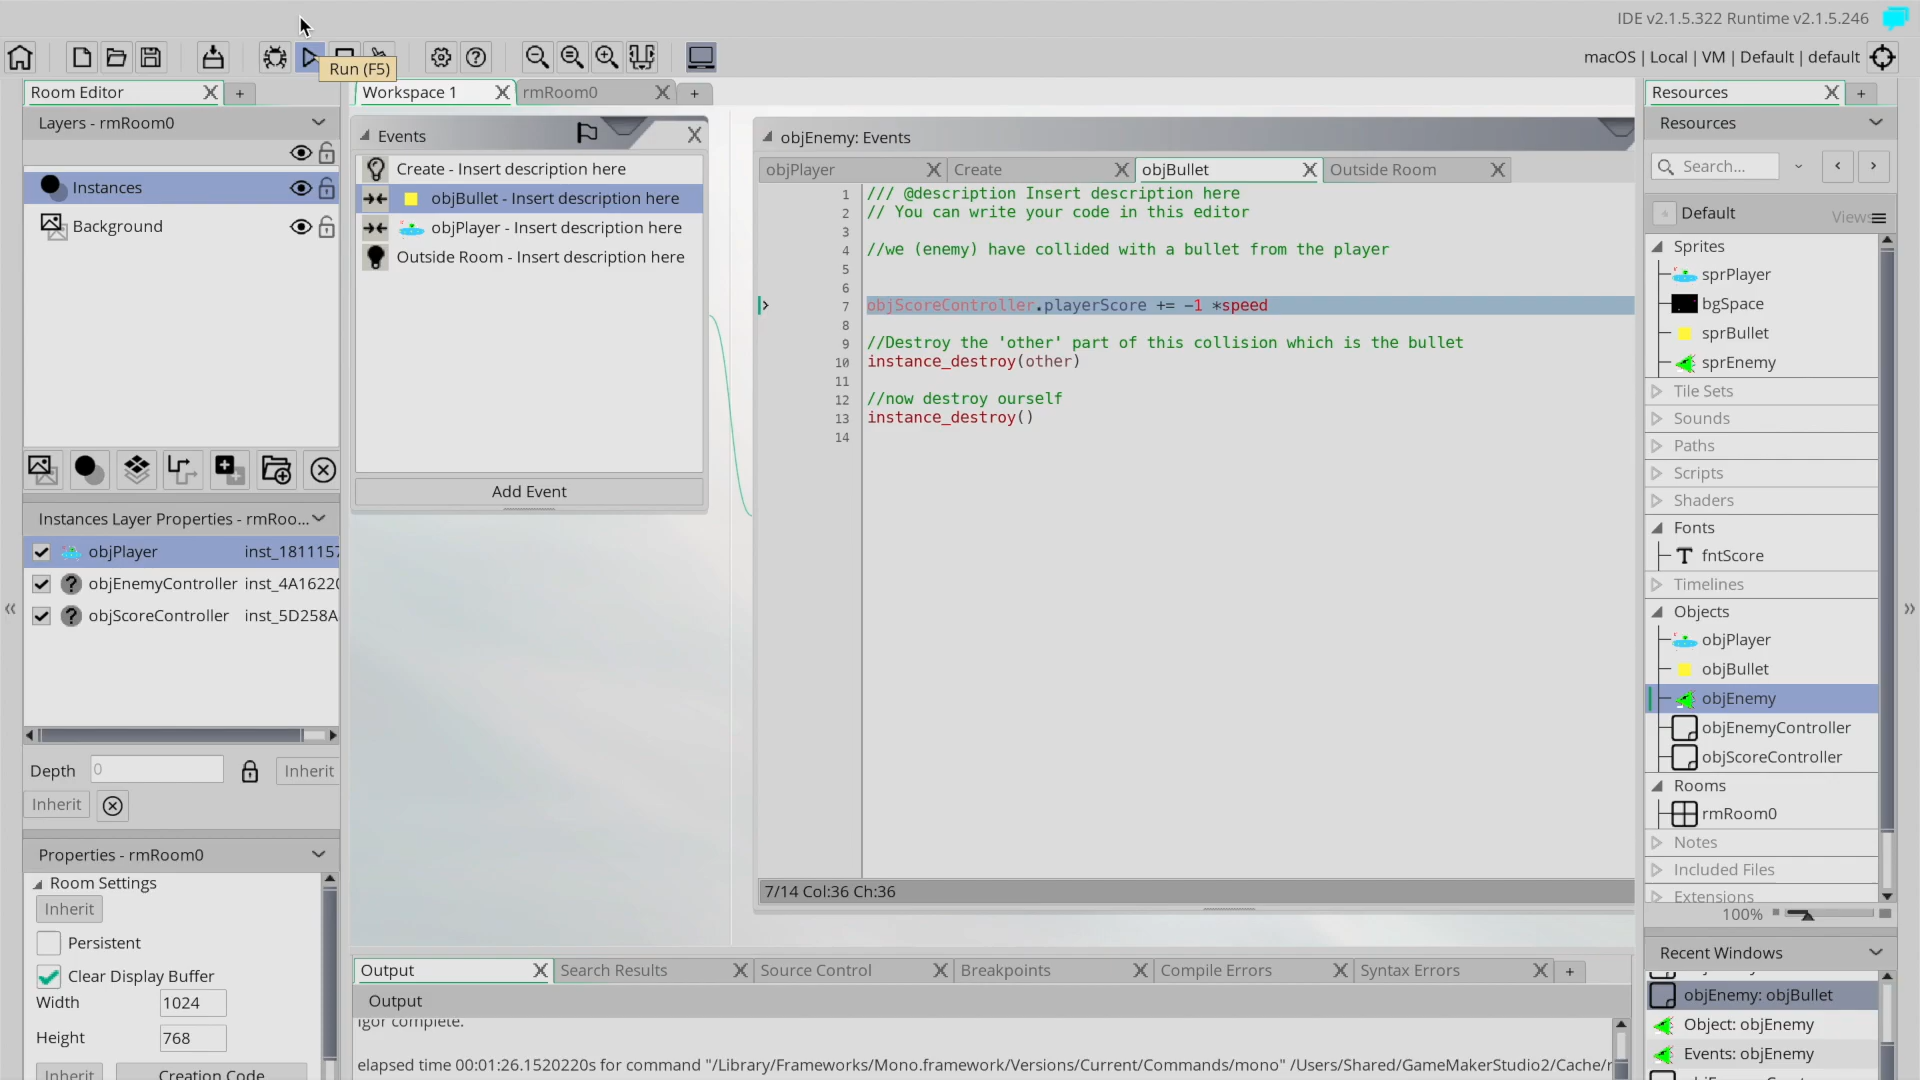 IDE v2.1.5.322 Runtime v2.1.5.246
Run (F5)
macOS | Local | VM | Default | default
Room Editor
Layers - rmRoom0
Instances
Background
Instances Layer Properties - rmRoo...
objPlayer inst_1811157
objEnemyController inst_4A16220
objScoreController inst_5D258A
Depth 0 Inherit
Inherit
Properties - rmRoom0
Room Settings
Inherit
Persistent
Clear Display Buffer
Width 1024
Height 768
Inherit Creation Code
Workspace 1 rmRoom0
Events
Create - Insert description here
objBullet - Insert description here
objPlayer - Insert description here
Outside Room - Insert description here
Add Event
objEnemy: Events
objPlayer Create objBullet Outside Room
1 /// @description Insert description here
2 // You can write your code in this editor
3
4 //we (enemy) have collided with a bullet from the player
5
6
7 objScoreController.playerScore += -1 *speed
8
9 //Destroy the 'other' part of this collision which is the bullet
10 instance_destroy(other)
11
12 //now destroy ourself
13 instance_destroy()
14
7/14 Col:36 Ch:36
Output Search Results Source Control Breakpoints Compile Errors Syntax Errors
Output
Igor complete.
elapsed time 00:01:26.1520220s for command "/Library/Frameworks/Mono.framework/Versions/Current/Commands/mono" /Users/Shared/GameMakerStudio2/Cache/r
Resources
Resources
Search...
Default Views
Sprites
sprPlayer
bgSpace
sprBullet
sprEnemy
Tile Sets
Sounds
Paths
Scripts
Shaders
Fonts
fntScore
Timelines
Objects
objPlayer
objBullet
objEnemy
objEnemyController
objScoreController
Rooms
rmRoom0
Notes
Included Files
Extensions
100%
Recent Windows
objEnemy: objBullet
Object: objEnemy
Events: objEnemy